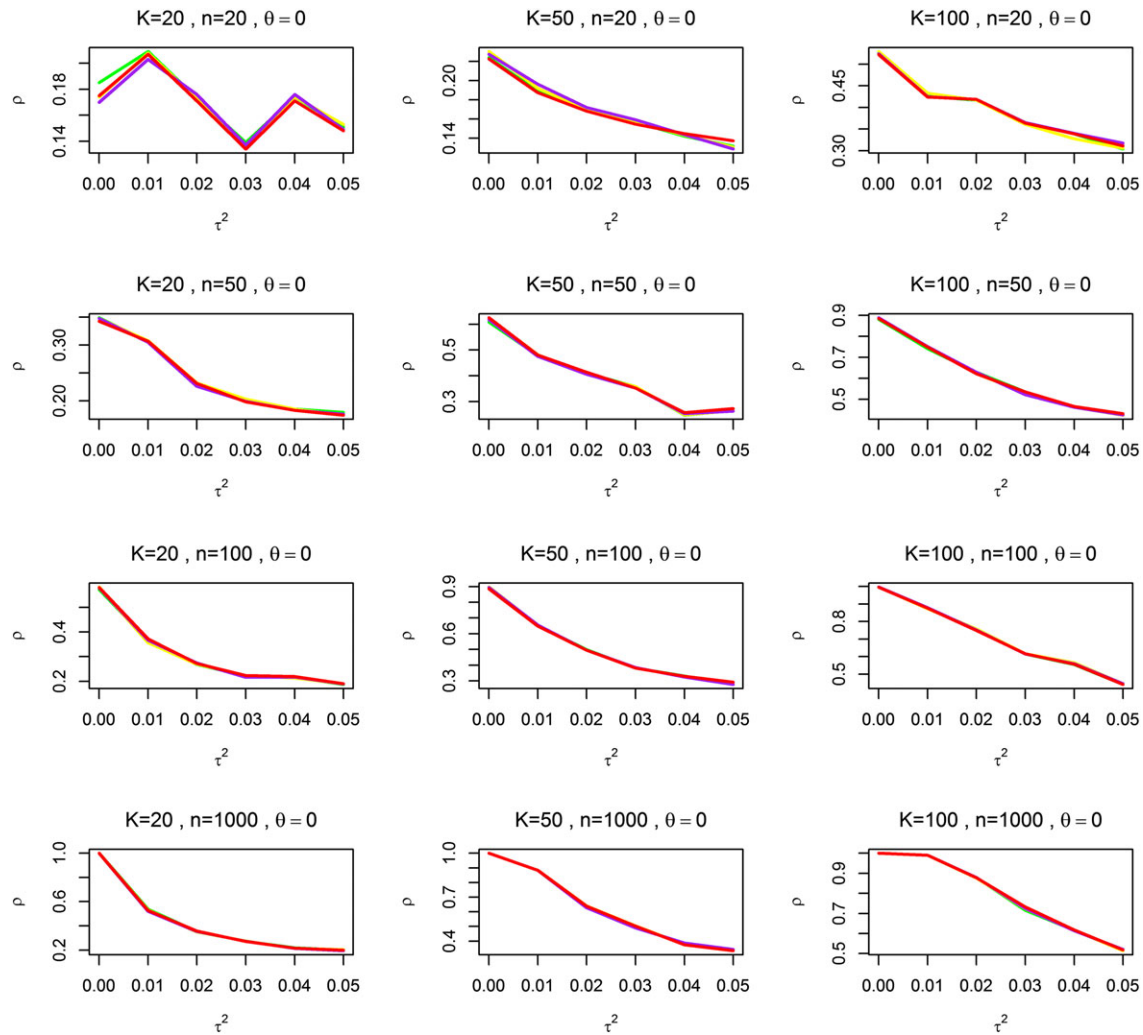 K=20 , n=20 , θ = 0
ρ
0.14 0.18
0.00 0.01 0.02 0.03 0.04 0.05
τ²
K=50 , n=20 , θ = 0
ρ
0.14 0.20
0.00 0.01 0.02 0.03 0.04 0.05
τ²
K=100 , n=20 , θ = 0
ρ
0.30 0.45
0.00 0.01 0.02 0.03 0.04 0.05
τ²
K=20 , n=50 , θ = 0
ρ
0.20 0.30
0.00 0.01 0.02 0.03 0.04 0.05
τ²
K=50 , n=50 , θ = 0
ρ
0.3 0.5
0.00 0.01 0.02 0.03 0.04 0.05
τ²
K=100 , n=50 , θ = 0
ρ
0.5 0.7 0.9
0.00 0.01 0.02 0.03 0.04 0.05
τ²
K=20 , n=100 , θ = 0
ρ
0.2 0.4
0.00 0.01 0.02 0.03 0.04 0.05
τ²
K=50 , n=100 , θ = 0
ρ
0.3 0.6 0.9
0.00 0.01 0.02 0.03 0.04 0.05
τ²
K=100 , n=100 , θ = 0
ρ
0.5 0.8
0.00 0.01 0.02 0.03 0.04 0.05
τ²
K=20 , n=1000 , θ = 0
ρ
0.2 0.6 1.0
0.00 0.01 0.02 0.03 0.04 0.05
τ²
K=50 , n=1000 , θ = 0
ρ
0.4 0.7 1.0
0.00 0.01 0.02 0.03 0.04 0.05
τ²
K=100 , n=1000 , θ = 0
ρ
0.5 0.7 0.9
0.00 0.01 0.02 0.03 0.04 0.05
τ²